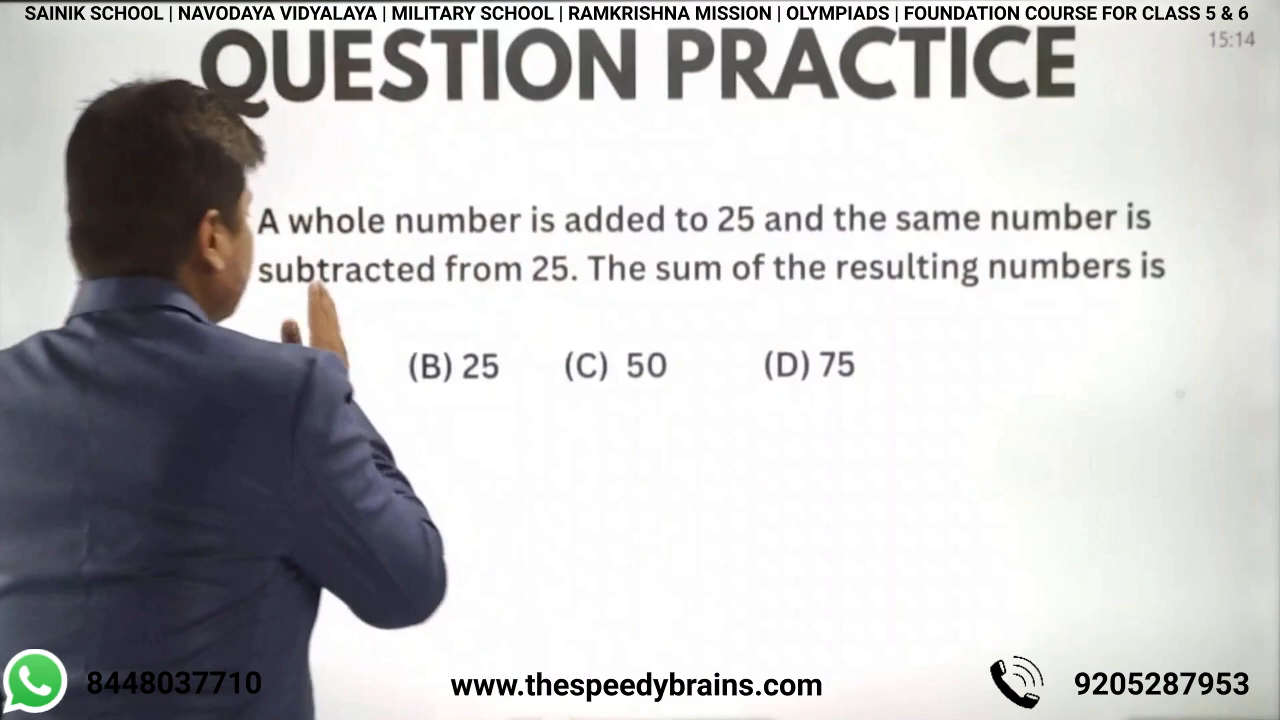 SAINIK SCHOOL | NAVODAYA VIDYALAYA | MILITARY SCHOOL | RAMKRISHNA MISSION | OLYMPIADS | FOUNDATION COURSE FOR CLASS 5 & 6
15:14
QUESTION PRACTICE
A whole number is added to 25 and the same number is
subtracted from 25. The sum of the resulting numbers is
(B) 25 (C) 50 (D) 75
8448037710 www.thespeedybrains.com 9205287953